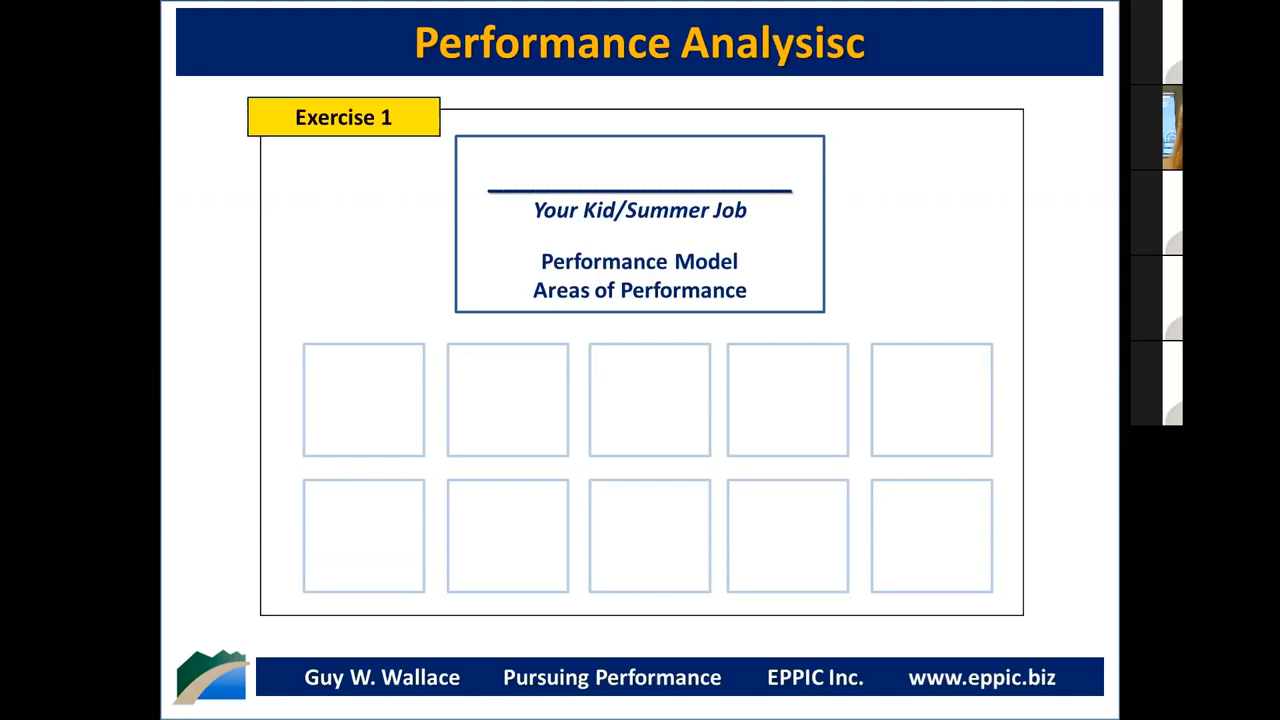 Performance Analysisc
Exercise 1
Your Kid/Summer Job
Performance Model
Areas of Performance
Guy W. Wallace Pursuing Performance EPPIC Inc. www.eppic.biz